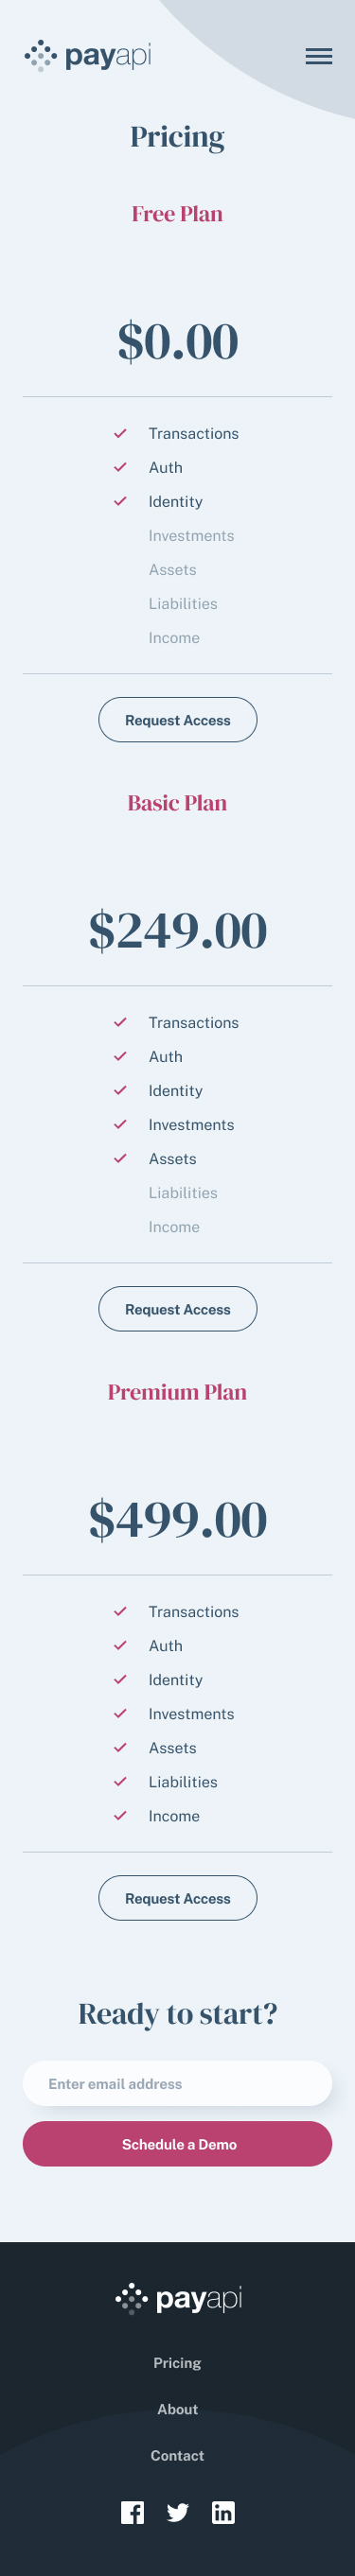 payapi
Pricing
Free Plan
$0.00
Transactions
Auth
Identity
Investments
Assets
Liabilities
Income
Request Access
Basic Plan
$249.00
Transactions
Auth
Identity
Investments
Assets
Liabilities
Income
Request Access
Premium Plan
$499.00
Transactions
Auth
Identity
Investments
Assets
Liabilities
Income
Request Access
Ready to start?
Enter email address
Schedule a Demo
payapi
Pricing
About
Contact